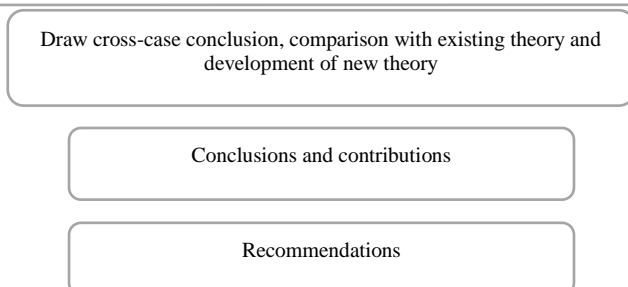 Draw cross-case conclusion, comparison with existing theory and
development of new theory
Conclusions and contributions
Recommendations